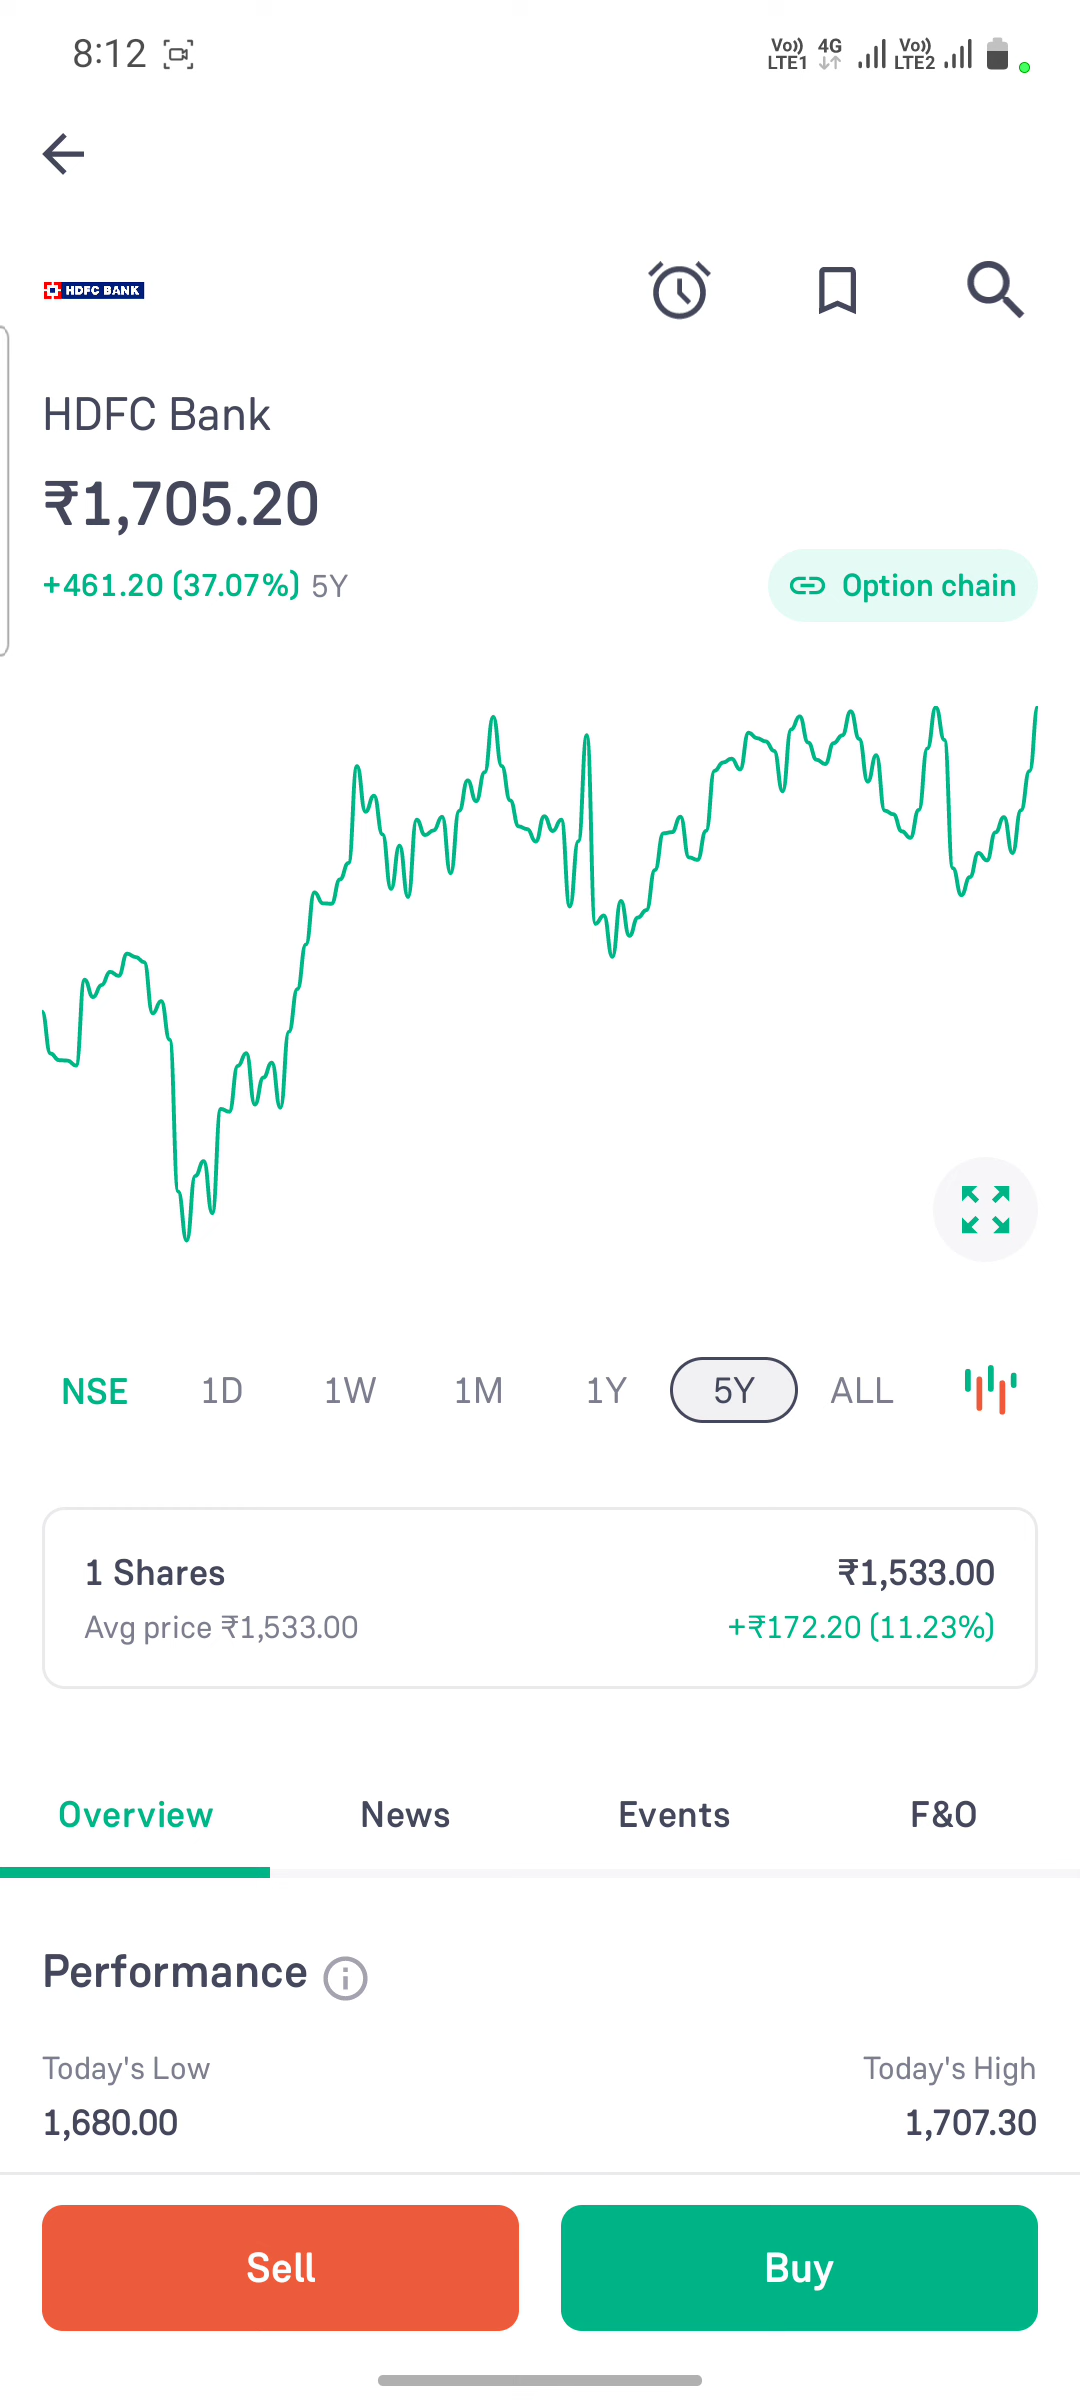 8:12
Vo)) LTE1 4G Vo)) LTE2
HDFC BANK
HDFC Bank
₹1,705.20
+461.20 (37.07%) 5Y
Option chain
NSE 1D 1W 1M 1Y 5Y ALL
1 Shares ₹1,533.00
Avg price ₹1,533.00 +₹172.20 (11.23%)
Overview News Events F&O
Performance
Today's Low Today's High
1,680.00 1,707.30
Sell Buy